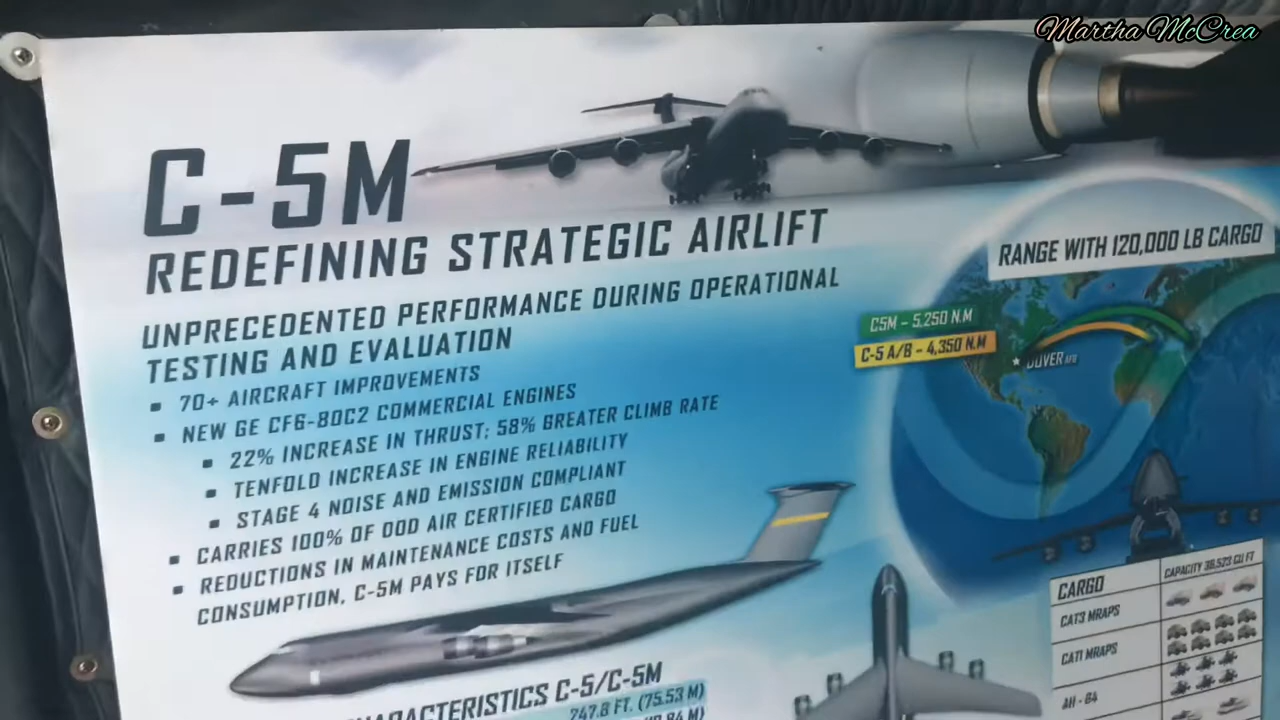 Martha McCrea
C-5M
REDEFINING STRATEGIC AIRLIFT
UNPRECEDENTED PERFORMANCE DURING OPERATIONAL
TESTING AND EVALUATION
▪ 70+ AIRCRAFT IMPROVEMENTS
▪ NEW GE CF6-80C2 COMMERCIAL ENGINES
▪ 22% INCREASE IN THRUST; 58% GREATER CLIMB RATE
▪ TENFOLD INCREASE IN ENGINE RELIABILITY
▪ STAGE 4 NOISE AND EMISSION COMPLIANT
▪ CARRIES 100% OF DOD AIR CERTIFIED CARGO
▪ REDUCTIONS IN MAINTENANCE COSTS AND FUEL
CONSUMPTION, C-5M PAYS FOR ITSELF
RANGE WITH 120,000 LB CARGO
C5M - 5,250 N.M
C-5 A/B - 4,350 N.M
DOVER AFB
CARGO CAPACITY 36,523 CU FT
CAT3 MRAPS
CAT1 MRAPS
AH - 64
CHARACTERISTICS C-5/C-5M
247.8 FT. (75.53 M)